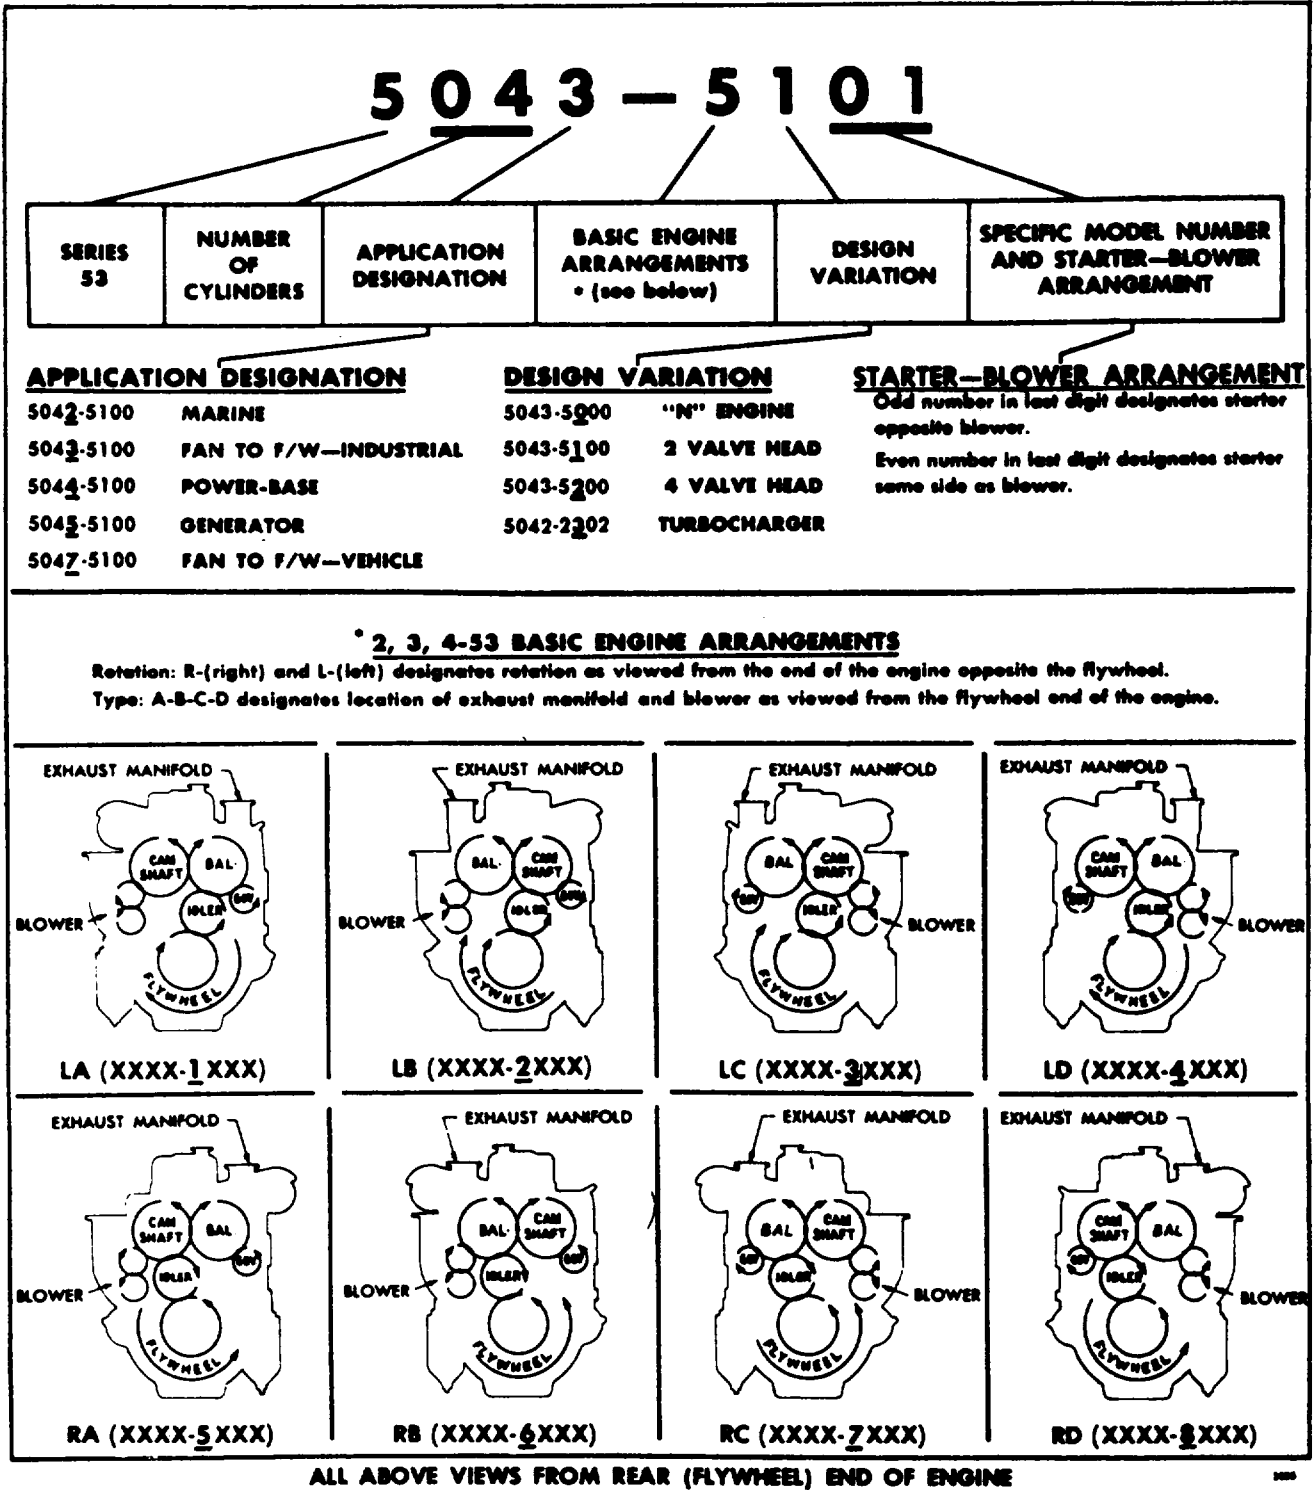 5043-5101
SERIES
53
NUMBER
OF
CYLINDERS
APPLICATION
DESIGNATION
BASIC ENGINE
ARRANGEMENTS
* (see below)
DESIGN
VARIATION
SPECIFIC MODEL NUMBER
AND STARTER-BLOWER
ARRANGEMENT
APPLICATION DESIGNATION
5042-5100 MARINE
5043-5100 FAN TO F/W-INDUSTRIAL
5044-5100 POWER-BASE
5045-5100 GENERATOR
5047-5100 FAN TO F/W-VEHICLE
DESIGN VARIATION
5043-5000 "N" ENGINE
5043-5100 2 VALVE HEAD
5043-5200 4 VALVE HEAD
5042-2302 TURBOCHARGER
STARTER-BLOWER ARRANGEMENT
Odd number in last digit designates starter
opposite blower.
Even number in last digit designates starter
same side as blower.
* 2, 3, 4-53 BASIC ENGINE ARRANGEMENTS
Rotation: R-(right) and L-(left) designates rotation as viewed from the end of the engine opposite the flywheel.
Type: A-B-C-D designates location of exhaust manifold and blower as viewed from the flywheel end of the engine.
EXHAUST MANIFOLD
CAM
SHAFT
BAL.
GOV
IDLER
BLOWER
FLYWHEEL
LA (XXXX-1XXX)
EXHAUST MANIFOLD
BAL.
CAM
SHAFT
GOV
IDLER
BLOWER
FLYWHEEL
LB (XXXX-2XXX)
EXHAUST MANIFOLD
BAL
CAM
SHAFT
GOV
IDLER
BLOWER
FLYWHEEL
LC (XXXX-3XXX)
EXHAUST MANIFOLD
CAM
SHAFT
BAL.
GOV
IDLER
BLOWER
FLYWHEEL
LD (XXXX-4XXX)
EXHAUST MANIFOLD
CAM
SHAFT
BAL
GOV
IDLER
BLOWER
FLYWHEEL
RA (XXXX-5XXX)
EXHAUST MANIFOLD
BAL.
CAM
SHAFT
GOV
IDLER
BLOWER
FLYWHEEL
RB (XXXX-6XXX)
EXHAUST MANIFOLD
BAL
CAM
SHAFT
GOV
IDLER
BLOWER
FLYWHEEL
RC (XXXX-7XXX)
EXHAUST MANIFOLD
CAM
SHAFT
BAL
GOV
IDLER
BLOWER
FLYWHEEL
RD (XXXX-8XXX)
ALL ABOVE VIEWS FROM REAR (FLYWHEEL) END OF ENGINE